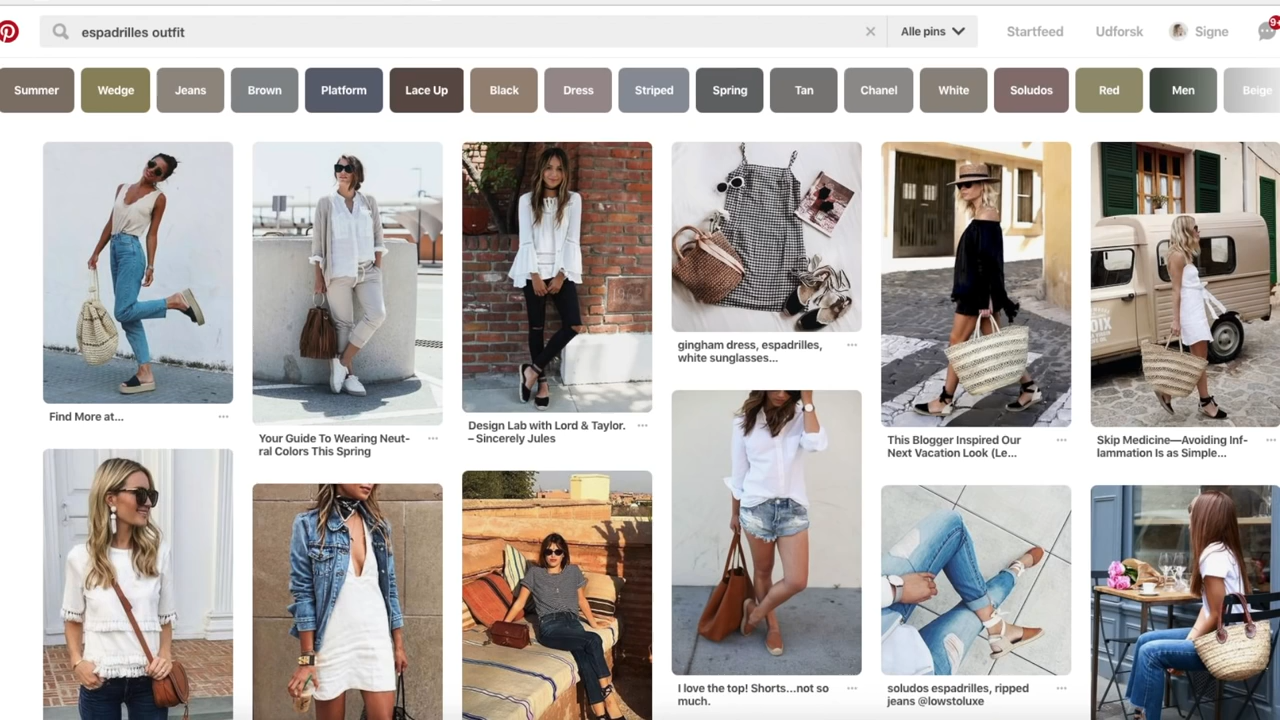 espadrilles outfit
Alle pins
Startfeed
Udforsk
Signe
9+
Summer
Wedge
Jeans
Brown
Platform
Lace Up
Black
Dress
Striped
Spring
Tan
Chanel
White
Soludos
Red
Men
Beige
Find More at...
Your Guide To Wearing Neut-
ral Colors This Spring
Design Lab with Lord & Taylor.
– Sincerely Jules
gingham dress, espadrilles,
white sunglasses...
This Blogger Inspired Our
Next Vacation Look (Le...
Skip Medicine—Avoiding Inf-
lammation Is as Simple...
I love the top! Shorts...not so
much.
soludos espadrilles, ripped
jeans @lowstoluxe